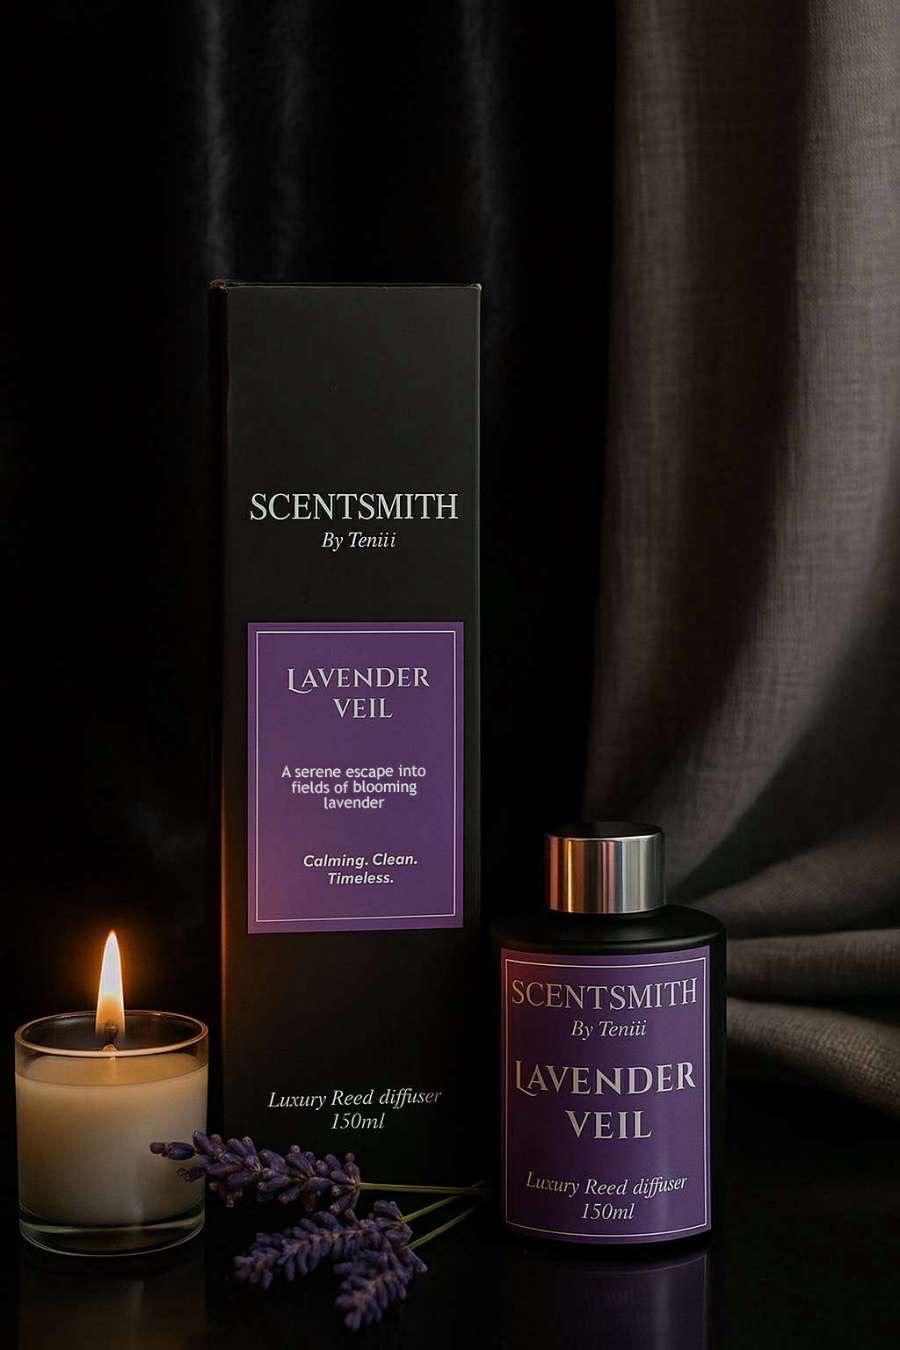 SCENTSMITH
By Teniii
LAVENDER
VEIL
A serene escape into
fields of blooming
lavender
Calming. Clean.
Timeless.
Luxury Reed diffuser
150ml
SCENTSMITH
By Teniii
LAVENDER
VEIL
Luxury Reed diffuser
150ml